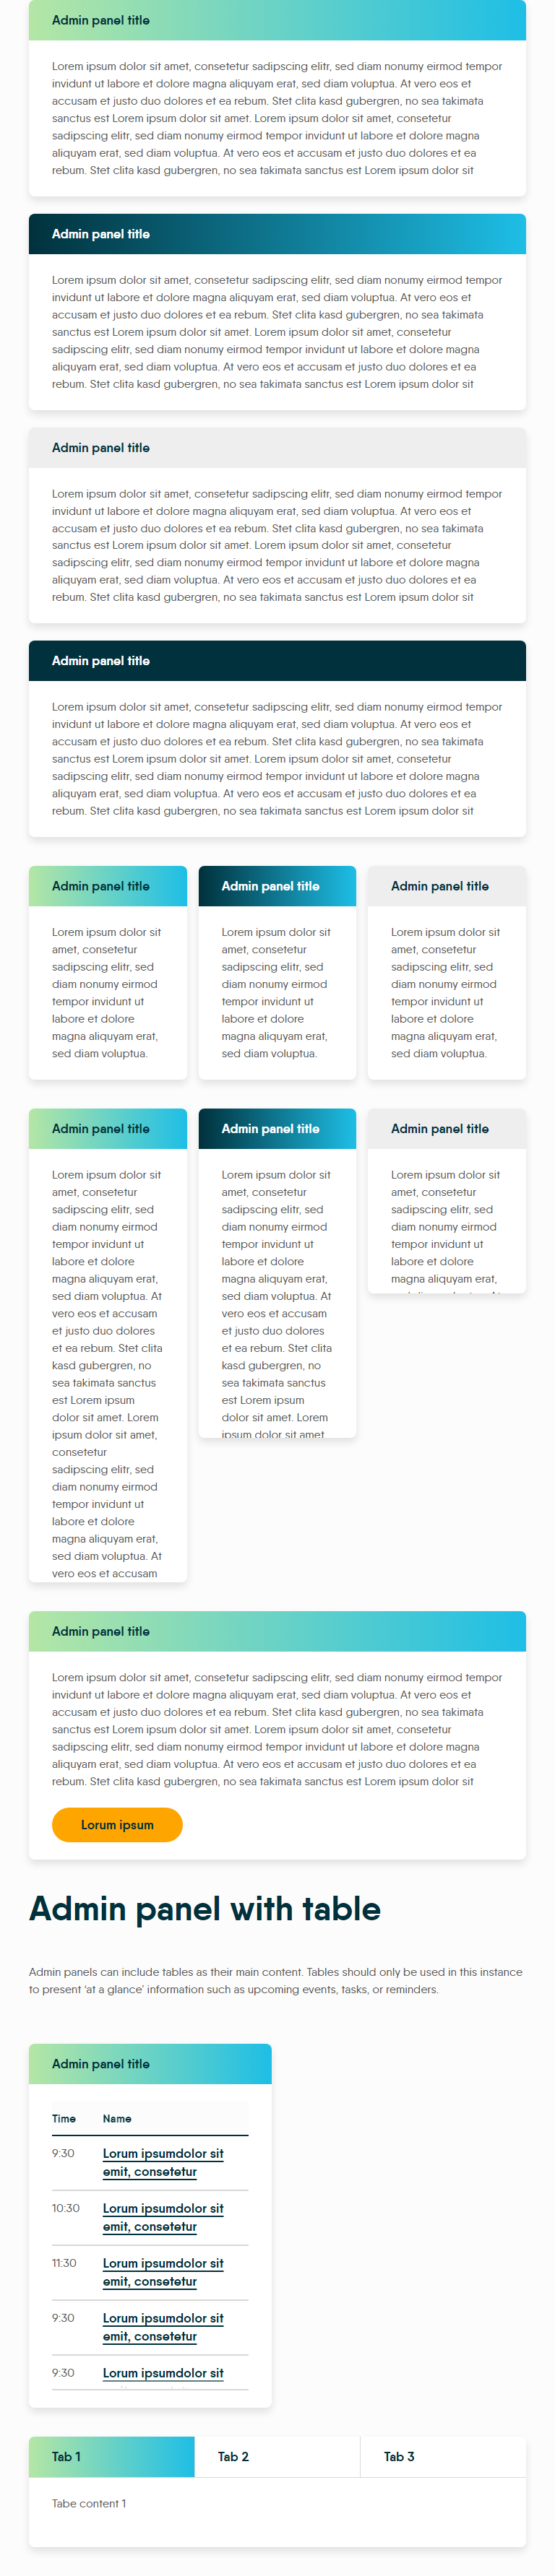 Admin panel title
Lorem ipsum dolor sit amet, consetetur sadipscing elitr, sed diam nonumy eirmod tempor
invidunt ut labore et dolore magna aliquyam erat, sed diam voluptua. At vero eos et
accusam et justo duo dolores et ea rebum. Stet clita kasd gubergren, no sea takimata
sanctus est Lorem ipsum dolor sit amet. Lorem ipsum dolor sit amet, consetetur
sadipscing elitr, sed diam nonumy eirmod tempor invidunt ut labore et dolore magna
aliquyam erat, sed diam voluptua. At vero eos et accusam et justo duo dolores et ea
rebum. Stet clita kasd gubergren, no sea takimata sanctus est Lorem ipsum dolor sit
Admin panel title
Lorem ipsum dolor sit amet, consetetur sadipscing elitr, sed diam nonumy eirmod tempor
invidunt ut labore et dolore magna aliquyam erat, sed diam voluptua. At vero eos et
accusam et justo duo dolores et ea rebum. Stet clita kasd gubergren, no sea takimata
sanctus est Lorem ipsum dolor sit amet. Lorem ipsum dolor sit amet, consetetur
sadipscing elitr, sed diam nonumy eirmod tempor invidunt ut labore et dolore magna
aliquyam erat, sed diam voluptua. At vero eos et accusam et justo duo dolores et ea
rebum. Stet clita kasd gubergren, no sea takimata sanctus est Lorem ipsum dolor sit
Admin panel title
Lorem ipsum dolor sit amet, consetetur sadipscing elitr, sed diam nonumy eirmod tempor
invidunt ut labore et dolore magna aliquyam erat, sed diam voluptua. At vero eos et
accusam et justo duo dolores et ea rebum. Stet clita kasd gubergren, no sea takimata
sanctus est Lorem ipsum dolor sit amet. Lorem ipsum dolor sit amet, consetetur
sadipscing elitr, sed diam nonumy eirmod tempor invidunt ut labore et dolore magna
aliquyam erat, sed diam voluptua. At vero eos et accusam et justo duo dolores et ea
rebum. Stet clita kasd gubergren, no sea takimata sanctus est Lorem ipsum dolor sit
Admin panel title
Lorem ipsum dolor sit amet, consetetur sadipscing elitr, sed diam nonumy eirmod tempor
invidunt ut labore et dolore magna aliquyam erat, sed diam voluptua. At vero eos et
accusam et justo duo dolores et ea rebum. Stet clita kasd gubergren, no sea takimata
sanctus est Lorem ipsum dolor sit amet. Lorem ipsum dolor sit amet, consetetur
sadipscing elitr, sed diam nonumy eirmod tempor invidunt ut labore et dolore magna
aliquyam erat, sed diam voluptua. At vero eos et accusam et justo duo dolores et ea
rebum. Stet clita kasd gubergren, no sea takimata sanctus est Lorem ipsum dolor sit
Admin panel title
Lorem ipsum dolor sit
amet, consetetur
sadipscing elitr, sed
diam nonumy eirmod
tempor invidunt ut
labore et dolore
magna aliquyam erat,
sed diam voluptua.
Admin panel title
Lorem ipsum dolor sit
amet, consetetur
sadipscing elitr, sed
diam nonumy eirmod
tempor invidunt ut
labore et dolore
magna aliquyam erat,
sed diam voluptua.
Admin panel title
Lorem ipsum dolor sit
amet, consetetur
sadipscing elitr, sed
diam nonumy eirmod
tempor invidunt ut
labore et dolore
magna aliquyam erat,
sed diam voluptua.
Admin panel title
Lorem ipsum dolor sit
amet, consetetur
sadipscing elitr, sed
diam nonumy eirmod
tempor invidunt ut
labore et dolore
magna aliquyam erat,
sed diam voluptua. At
vero eos et accusam
et justo duo dolores
et ea rebum. Stet clita
kasd gubergren, no
sea takimata sanctus
est Lorem ipsum
dolor sit amet. Lorem
ipsum dolor sit amet,
consetetur
sadipscing elitr, sed
diam nonumy eirmod
tempor invidunt ut
labore et dolore
magna aliquyam erat,
sed diam voluptua. At
vero eos et accusam
Admin panel title
Lorem ipsum dolor sit
amet, consetetur
sadipscing elitr, sed
diam nonumy eirmod
tempor invidunt ut
labore et dolore
magna aliquyam erat,
sed diam voluptua. At
vero eos et accusam
et justo duo dolores
et ea rebum. Stet clita
kasd gubergren, no
sea takimata sanctus
est Lorem ipsum
dolor sit amet. Lorem
ipsum dolor sit amet
Admin panel title
Lorem ipsum dolor sit
amet, consetetur
sadipscing elitr, sed
diam nonumy eirmod
tempor invidunt ut
labore et dolore
magna aliquyam erat,
Admin panel title
Lorem ipsum dolor sit amet, consetetur sadipscing elitr, sed diam nonumy eirmod tempor
invidunt ut labore et dolore magna aliquyam erat, sed diam voluptua. At vero eos et
accusam et justo duo dolores et ea rebum. Stet clita kasd gubergren, no sea takimata
sanctus est Lorem ipsum dolor sit amet. Lorem ipsum dolor sit amet, consetetur
sadipscing elitr, sed diam nonumy eirmod tempor invidunt ut labore et dolore magna
aliquyam erat, sed diam voluptua. At vero eos et accusam et justo duo dolores et ea
rebum. Stet clita kasd gubergren, no sea takimata sanctus est Lorem ipsum dolor sit
Lorum ipsum
Admin panel with table
Admin panels can include tables as their main content. Tables should only be used in this instance
to present ‘at a glance’ information such as upcoming events, tasks, or reminders.
Admin panel title
Time Name
9:30 Lorum ipsumdolor sit
emit, consetetur
10:30 Lorum ipsumdolor sit
emit, consetetur
11:30 Lorum ipsumdolor sit
emit, consetetur
9:30 Lorum ipsumdolor sit
emit, consetetur
9:30 Lorum ipsumdolor sit
Tab 1 Tab 2 Tab 3
Tabe content 1